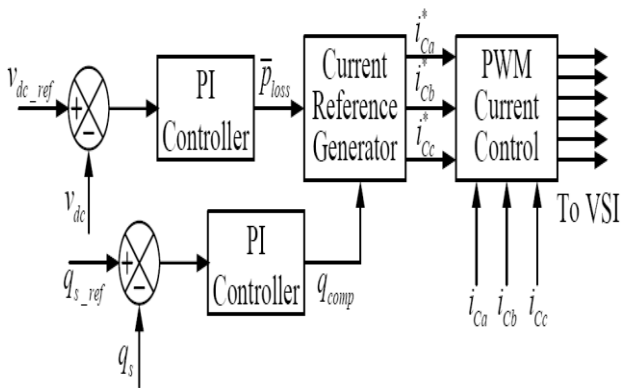 v_dc_ref
+
−
v_dc
PI
Controller
p̅_loss
Current
Reference
Generator
i*_Ca
i*_Cb
i*_Cc
PWM
Current
Control
To VSI
q_s_ref
+
−
q_s
PI
Controller
q_comp
i_Ca i_Cb i_Cc